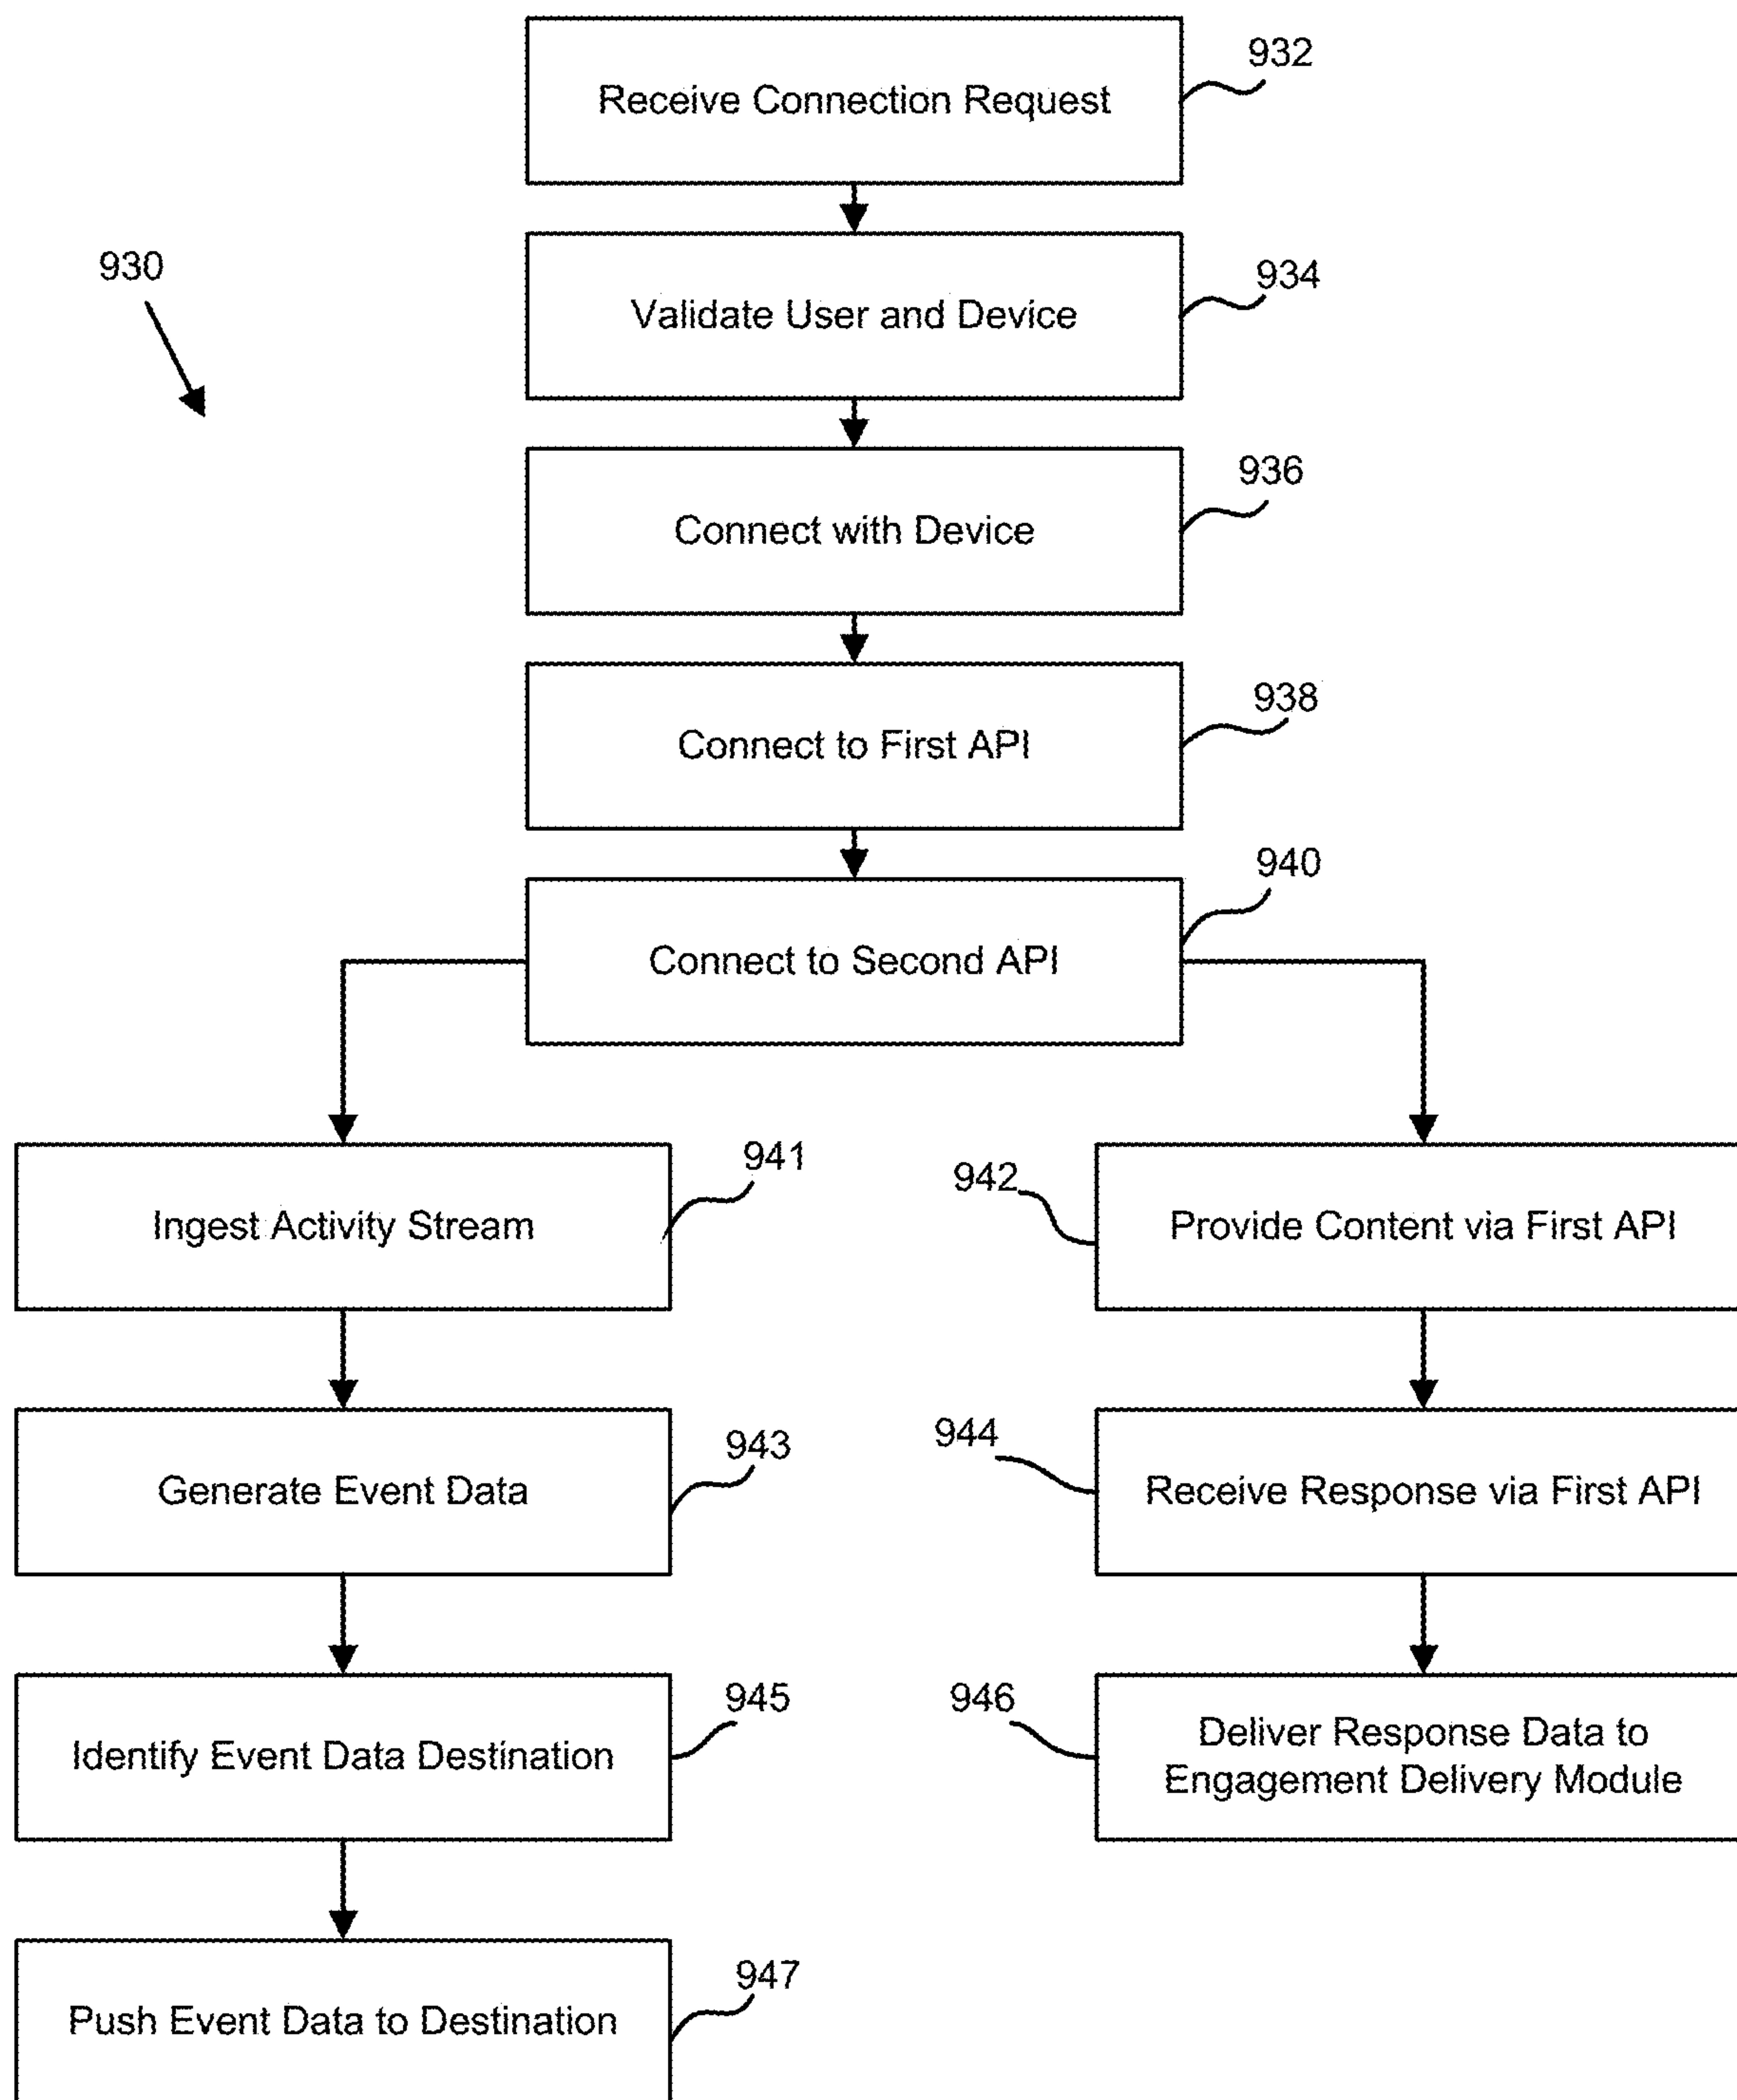 Receive Connection Request
932
930
Validate User and Device
934
Connect with Device
936
Connect to First API
938
Connect to Second API
940
Ingest Activity Stream
941
942
Provide Content via First API
Generate Event Data
943
944
Receive Response via First API
Identify Event Data Destination
945
946
Deliver Response Data to
Engagement Delivery Module
Push Event Data to Destination
947